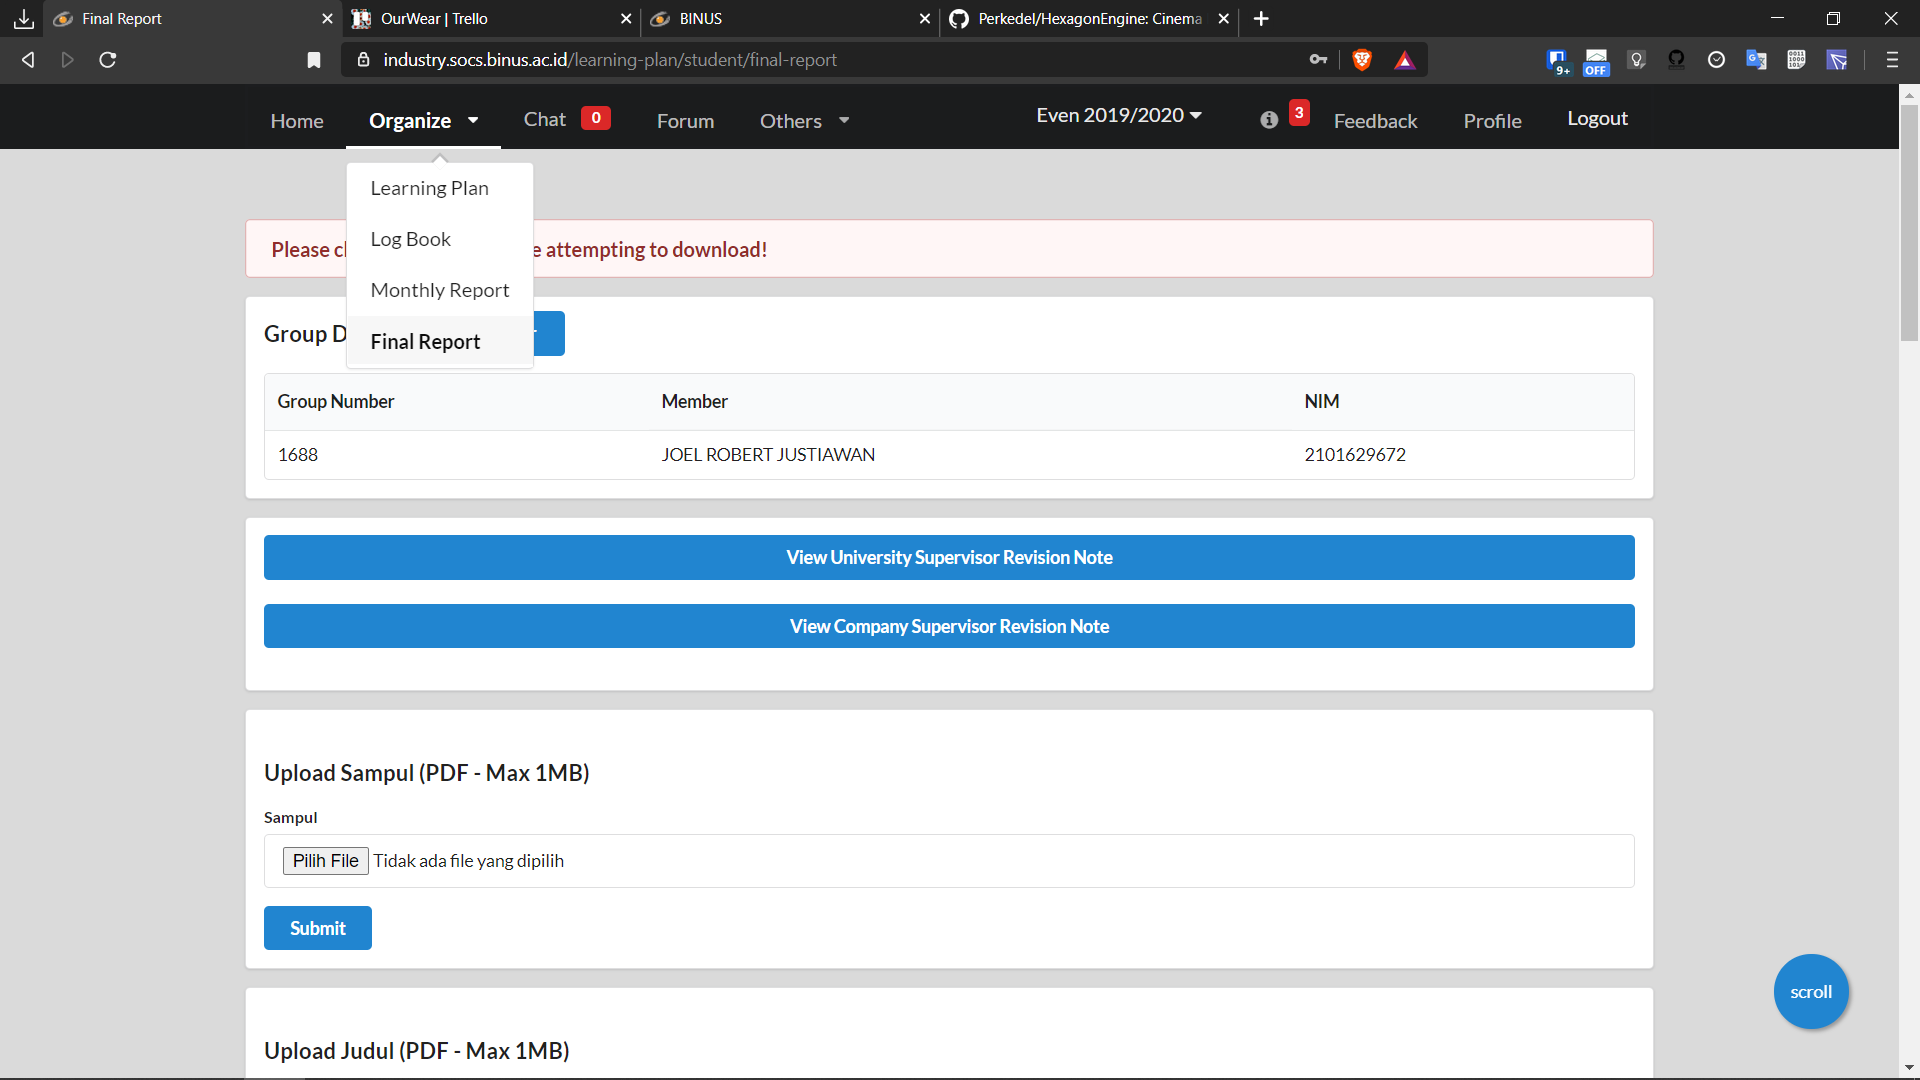 Final Report
OurWear | Trello
BINUS
Perkedel/HexagonEngine: Cinema
industry.socs.binus.ac.id/learning-plan/student/final-report
9+
OFF
Home
Organize
Chat 0
Forum
Others
Even 2019/2020
3
Feedback
Profile
Logout
Learning Plan
Log Book
Monthly Report
Final Report
Please
attempting to download!
Group
Group Number Member NIM
1688 JOEL ROBERT JUSTIAWAN 2101629672
View University Supervisor Revision Note
View Company Supervisor Revision Note
Upload Sampul (PDF - Max 1MB)
Sampul
Pilih File Tidak ada file yang dipilih
Submit
scroll
Upload Judul (PDF - Max 1MB)